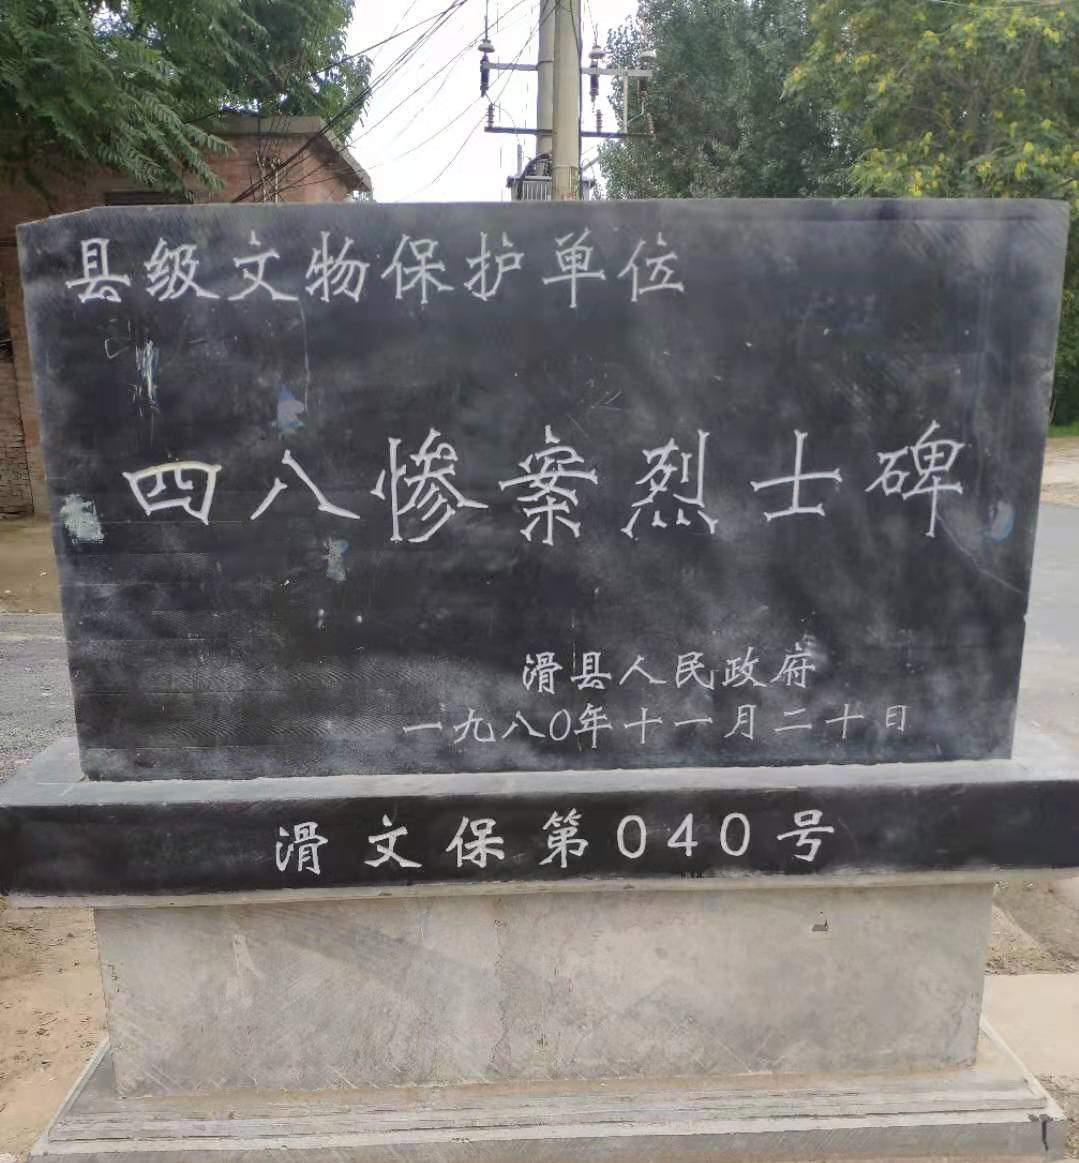 县级文物保护单位
四八惨案烈士碑
滑县人民政府
一九八0年十一月二十日
滑文保第040号